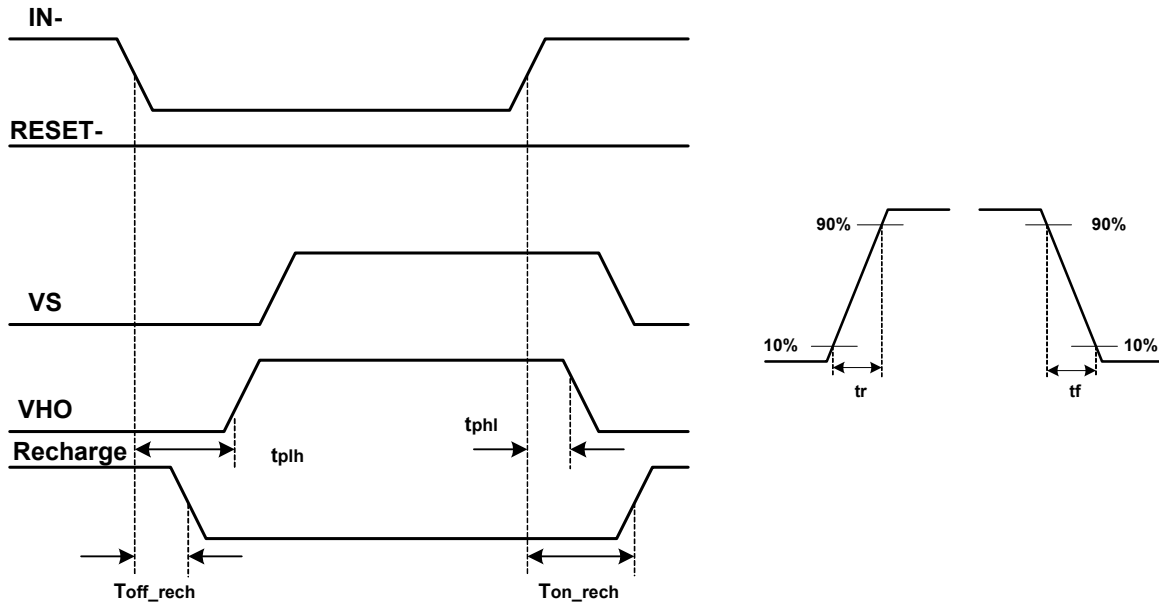 IN-
RESET-
VS
VHO
tphl
tplh
Recharge
Toff_rech
Ton_rech
90%
90%
10%
10%
tr
tf